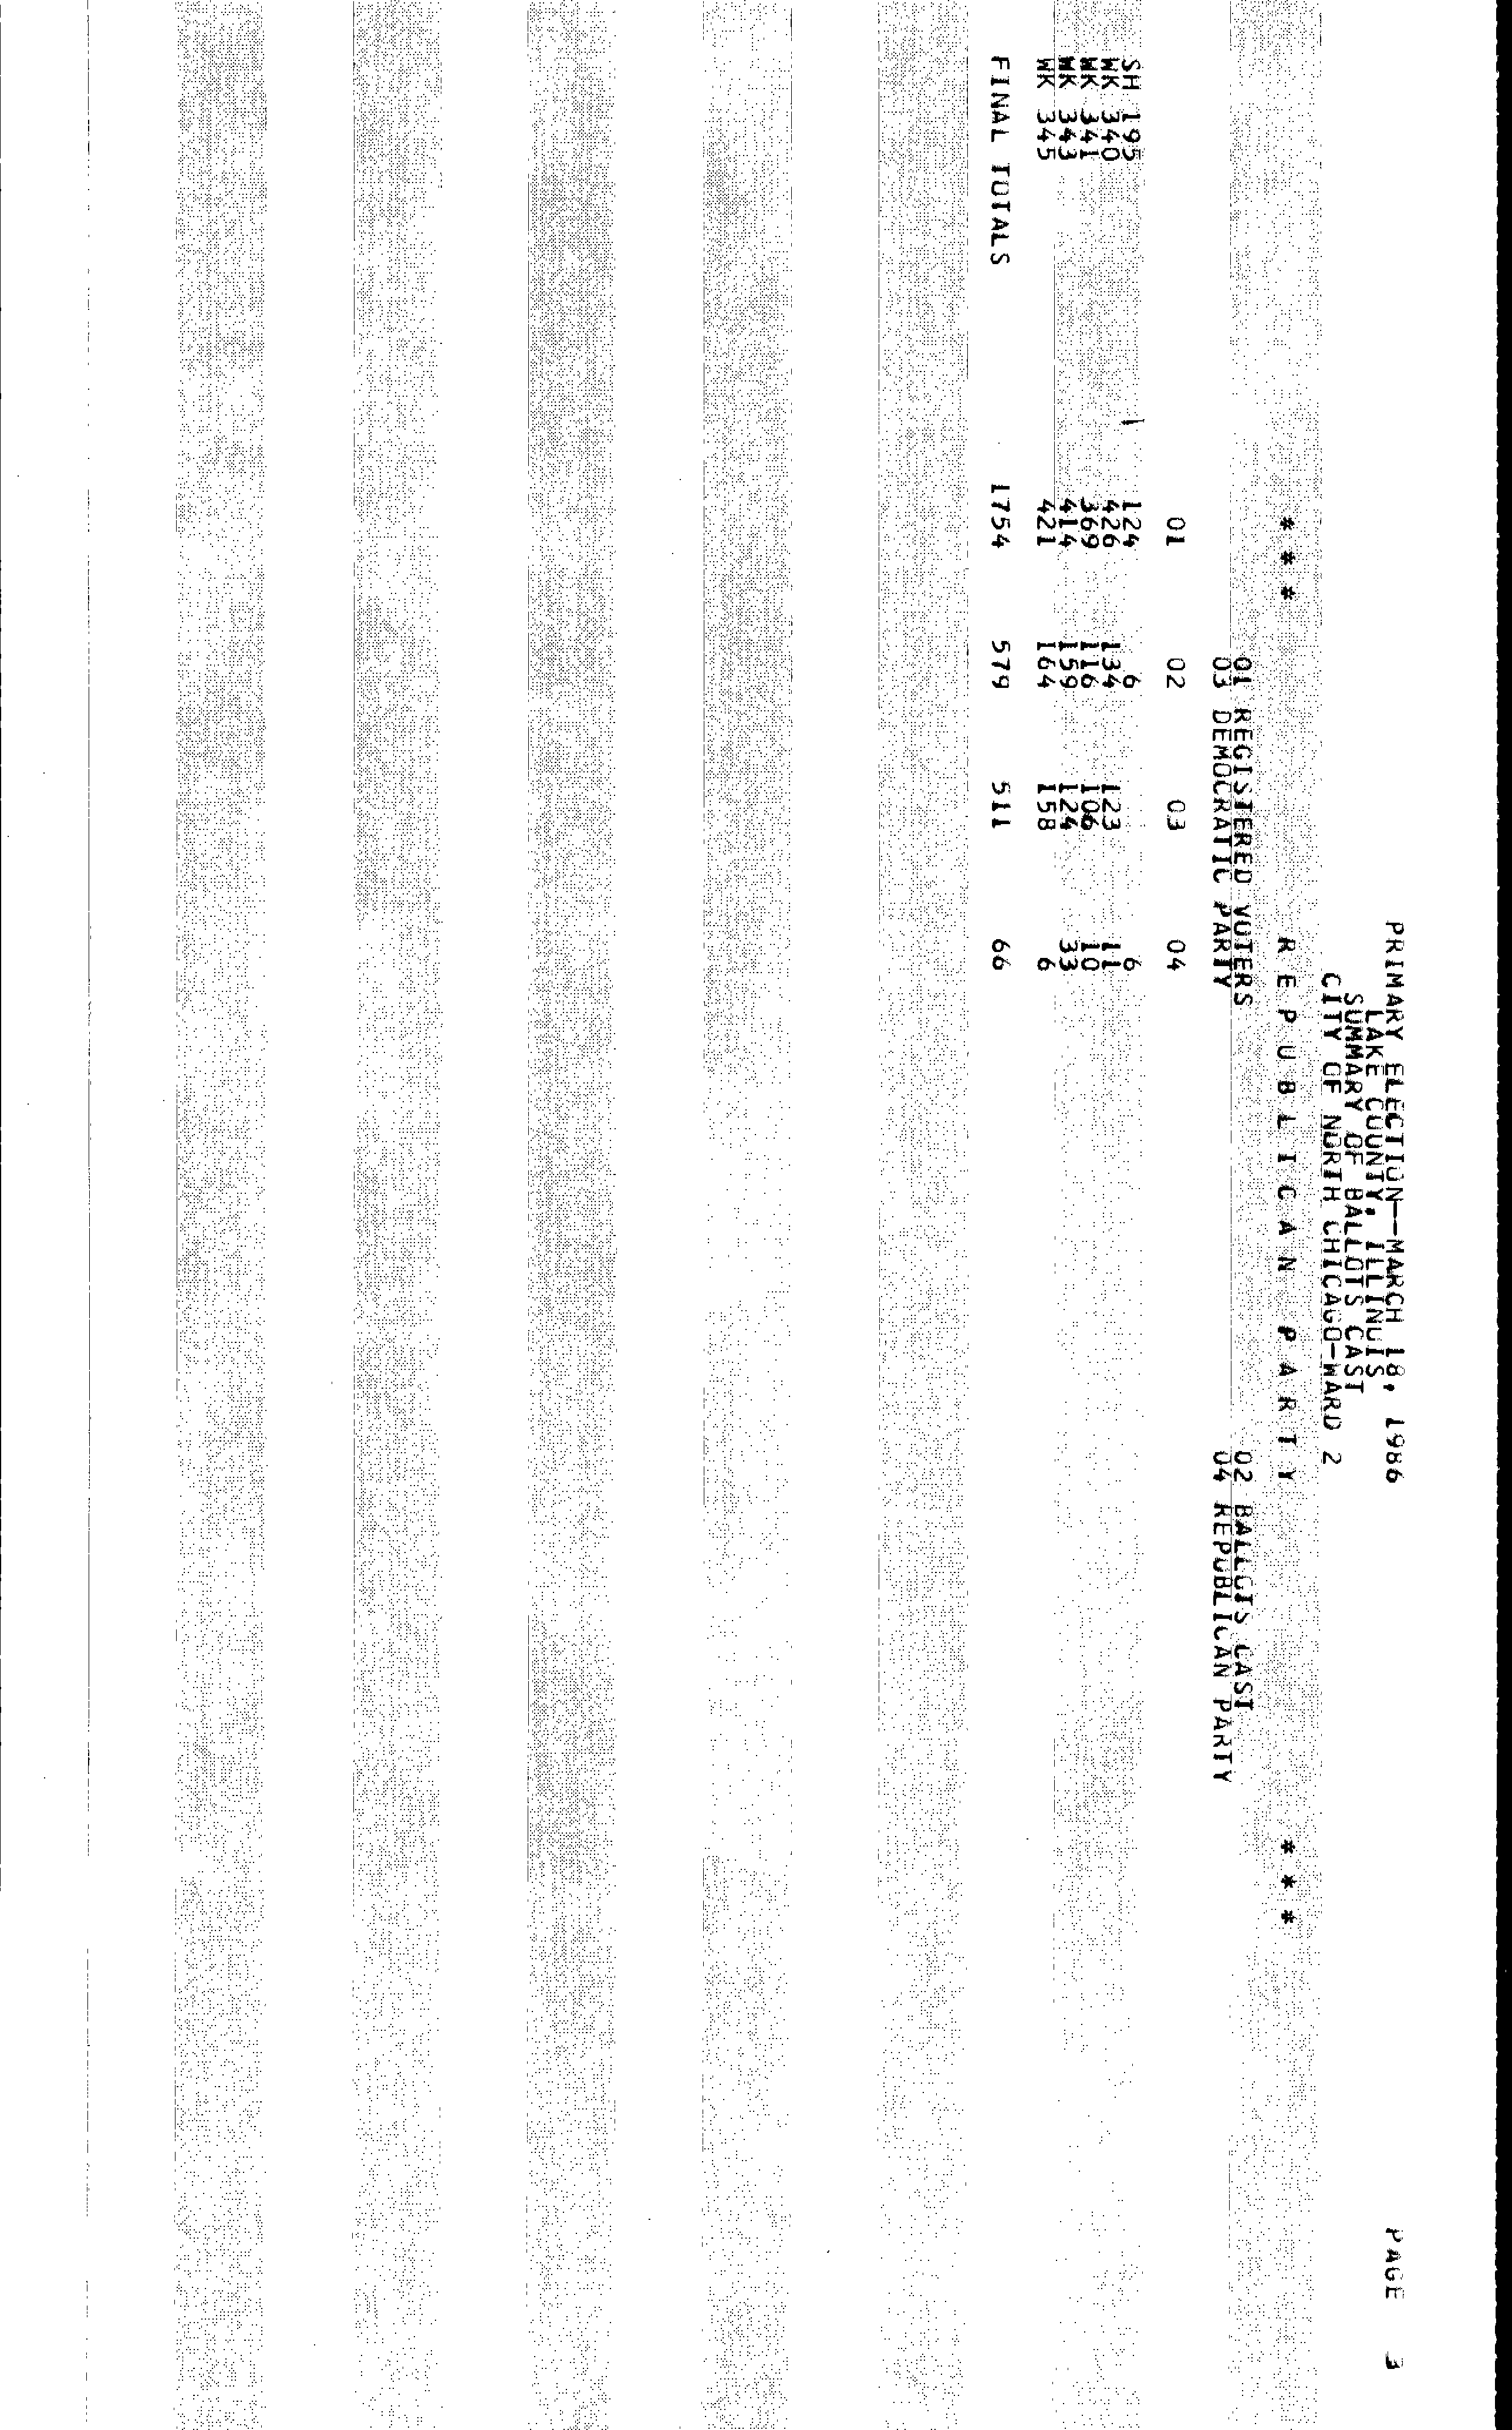 PRIMARY ELECTION--MARCH 18, 1986 PAGE 3
LAKE COUNTY, ILLINOIS
SUMMARY OF BALLOTS CAST
CITY OF NORTH CHICAGO-WARD 2
* * * R E P U B L I C A N P A R T Y * * *
01 REGISTERED VOTERS 02 BALLOTS CAST
03 DEMOCRATIC PARTY 04 REPUBLICAN PARTY
01 02 03 04
SH 195 124 6 6
WK 340 426 134 123 11
WK 341 369 116 106 10
WK 343 414 159 124 33
WK 345 421 164 158 6
FINAL TOTALS 1754 579 511 66